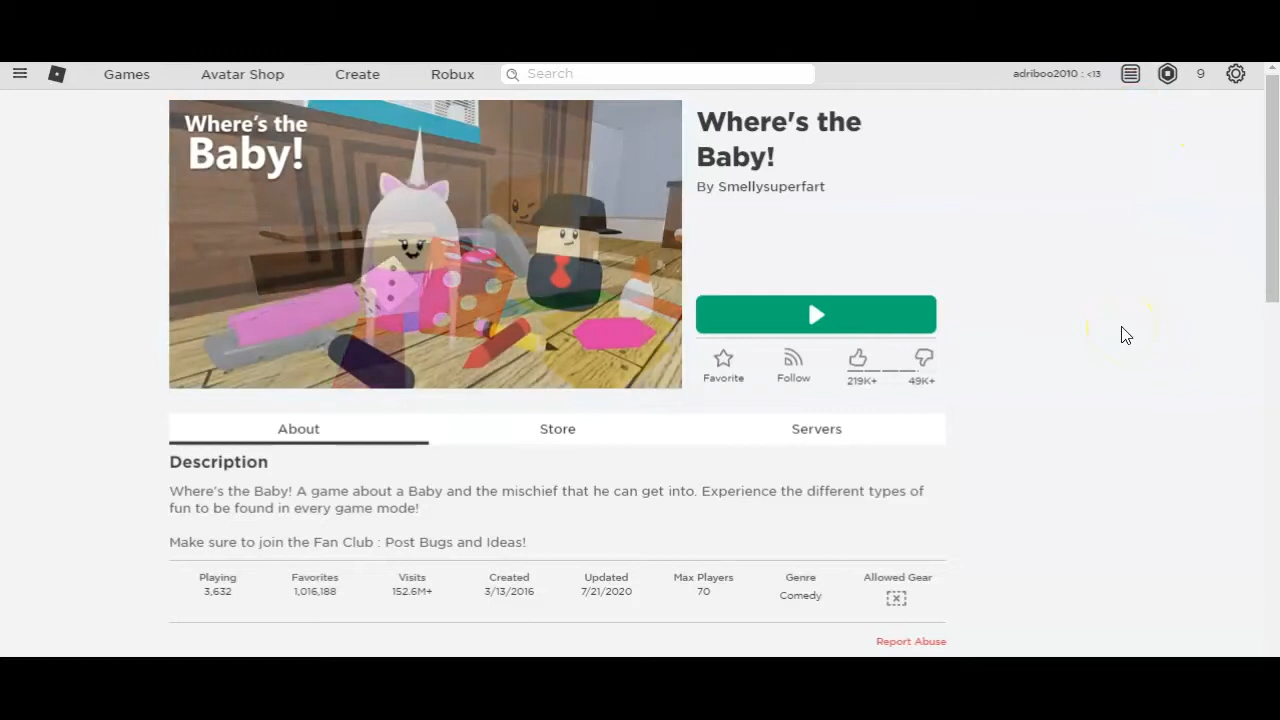 Games Avatar Shop Create Robux Search adriboo2010 : <13 9
Where's the
Baby!
Where's the
Baby!
By Smellysuperfart
Favorite Follow 219K+ 49K+
About Store Servers
Description
Where's the Baby! A game about a Baby and the mischief that he can get into. Experience the different types of
fun to be found in every game mode!
Make sure to join the Fan Club : Post Bugs and Ideas!
Playing Favorites Visits Created Updated Max Players Genre Allowed Gear
3,632 1,016,188 152.6M+ 3/13/2016 7/21/2020 70 Comedy
Report Abuse